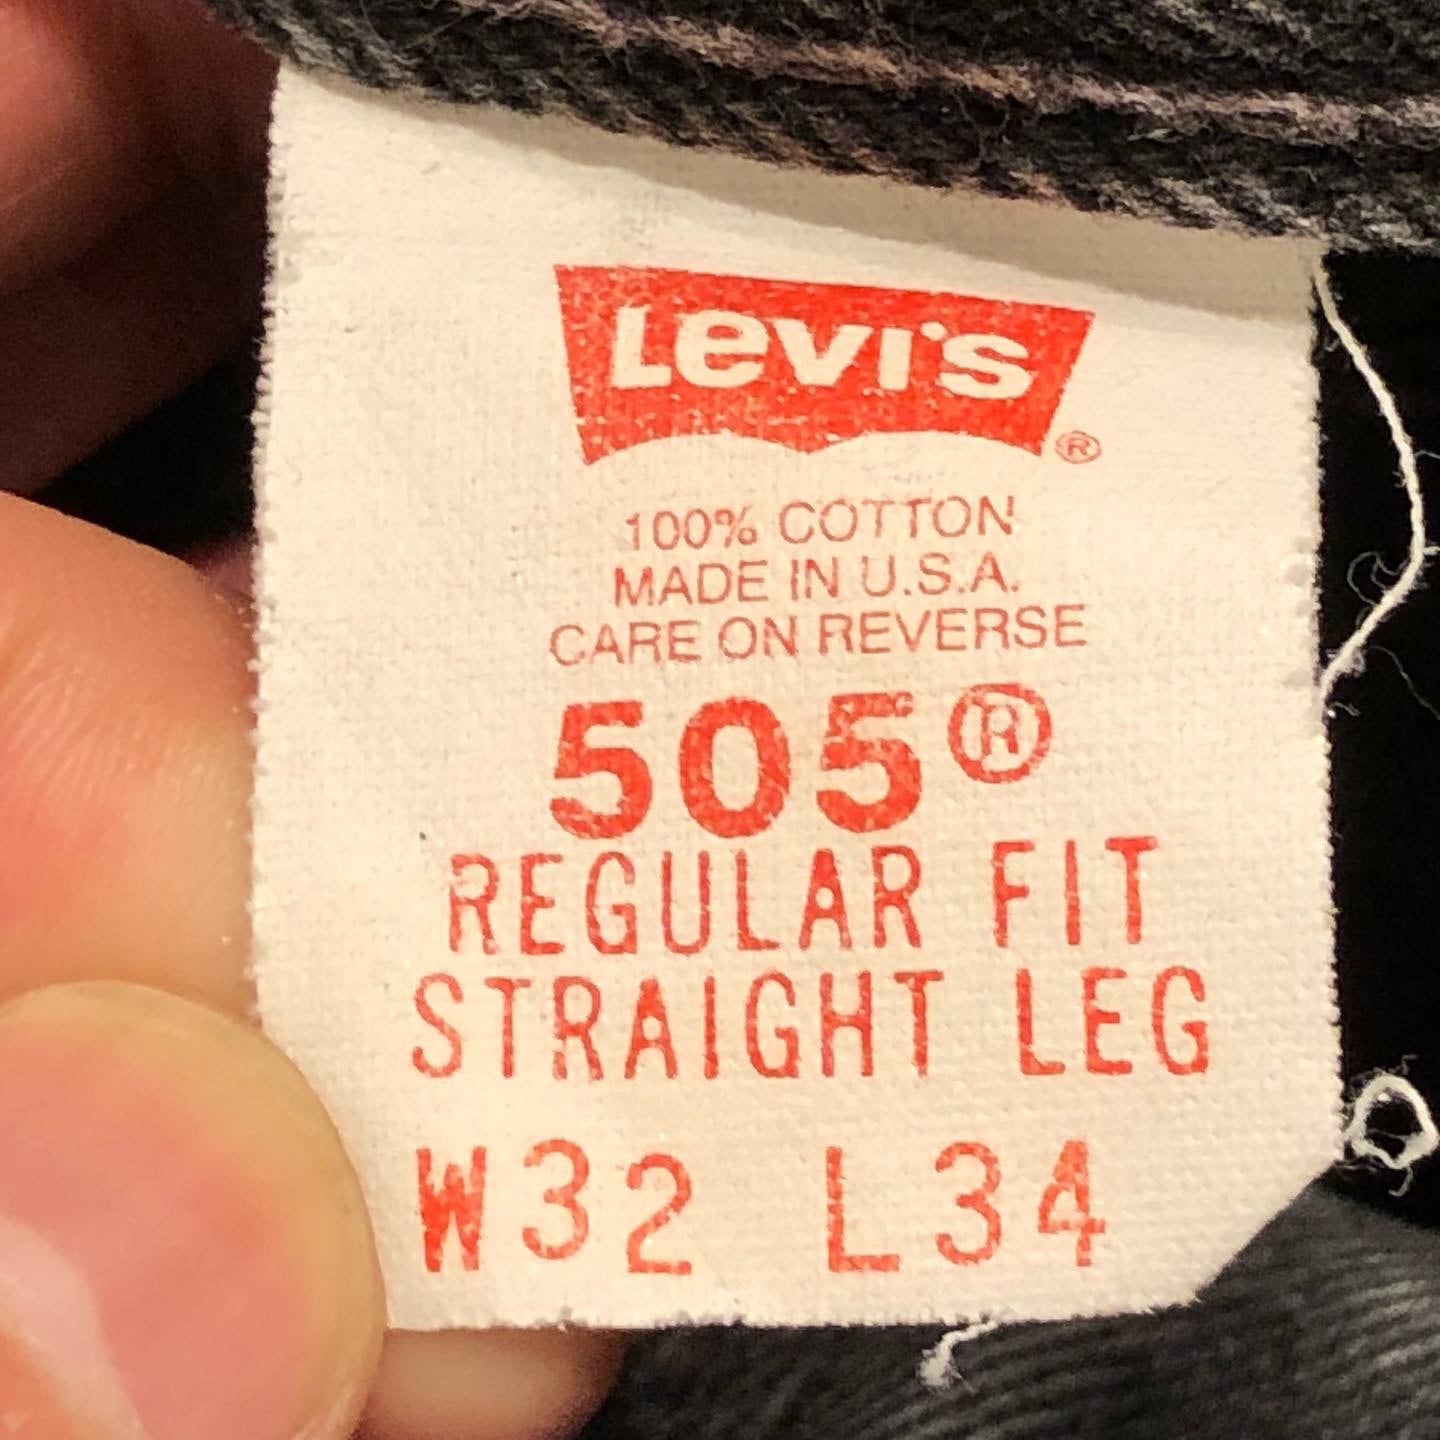 Levi's ®
100% COTTON
MADE IN U.S.A.
CARE ON REVERSE
505®
REGULAR FIT
STRAIGHT LEG
W32 L34